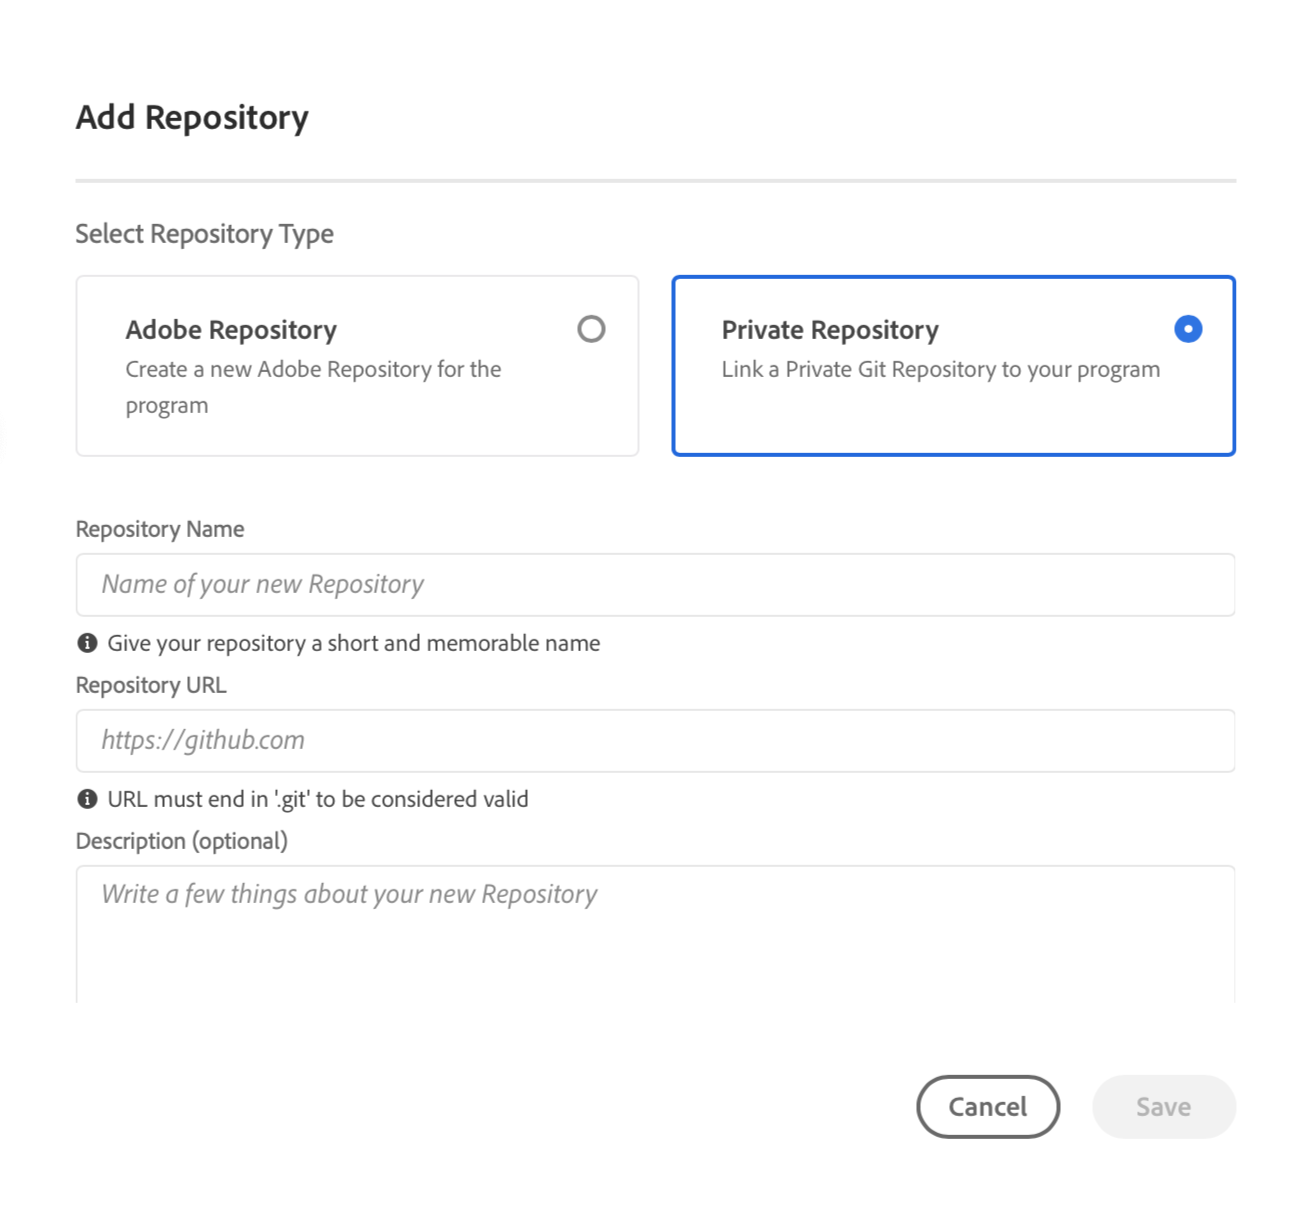 Add Repository
Select Repository Type
Adobe Repository
Create a new Adobe Repository for the
program
Private Repository
Link a Private Git Repository to your program
Repository Name
Name of your new Repository
Give your repository a short and memorable name
Repository URL
https://github.com
URL must end in '.git' to be considered valid
Description (optional)
Write a few things about your new Repository
Cancel
Save